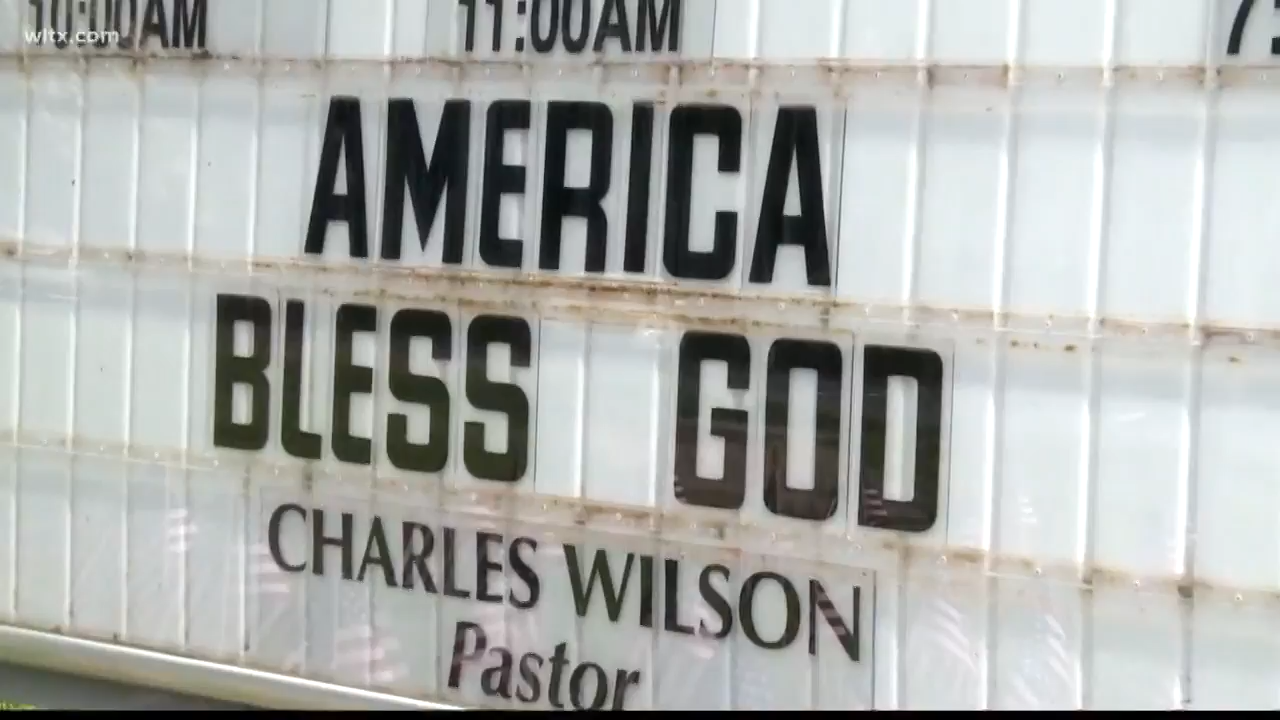 wltx.com
10:00AM 11:00AM
AMERICA
BLESS GOD
CHARLES WILSON
Pastor